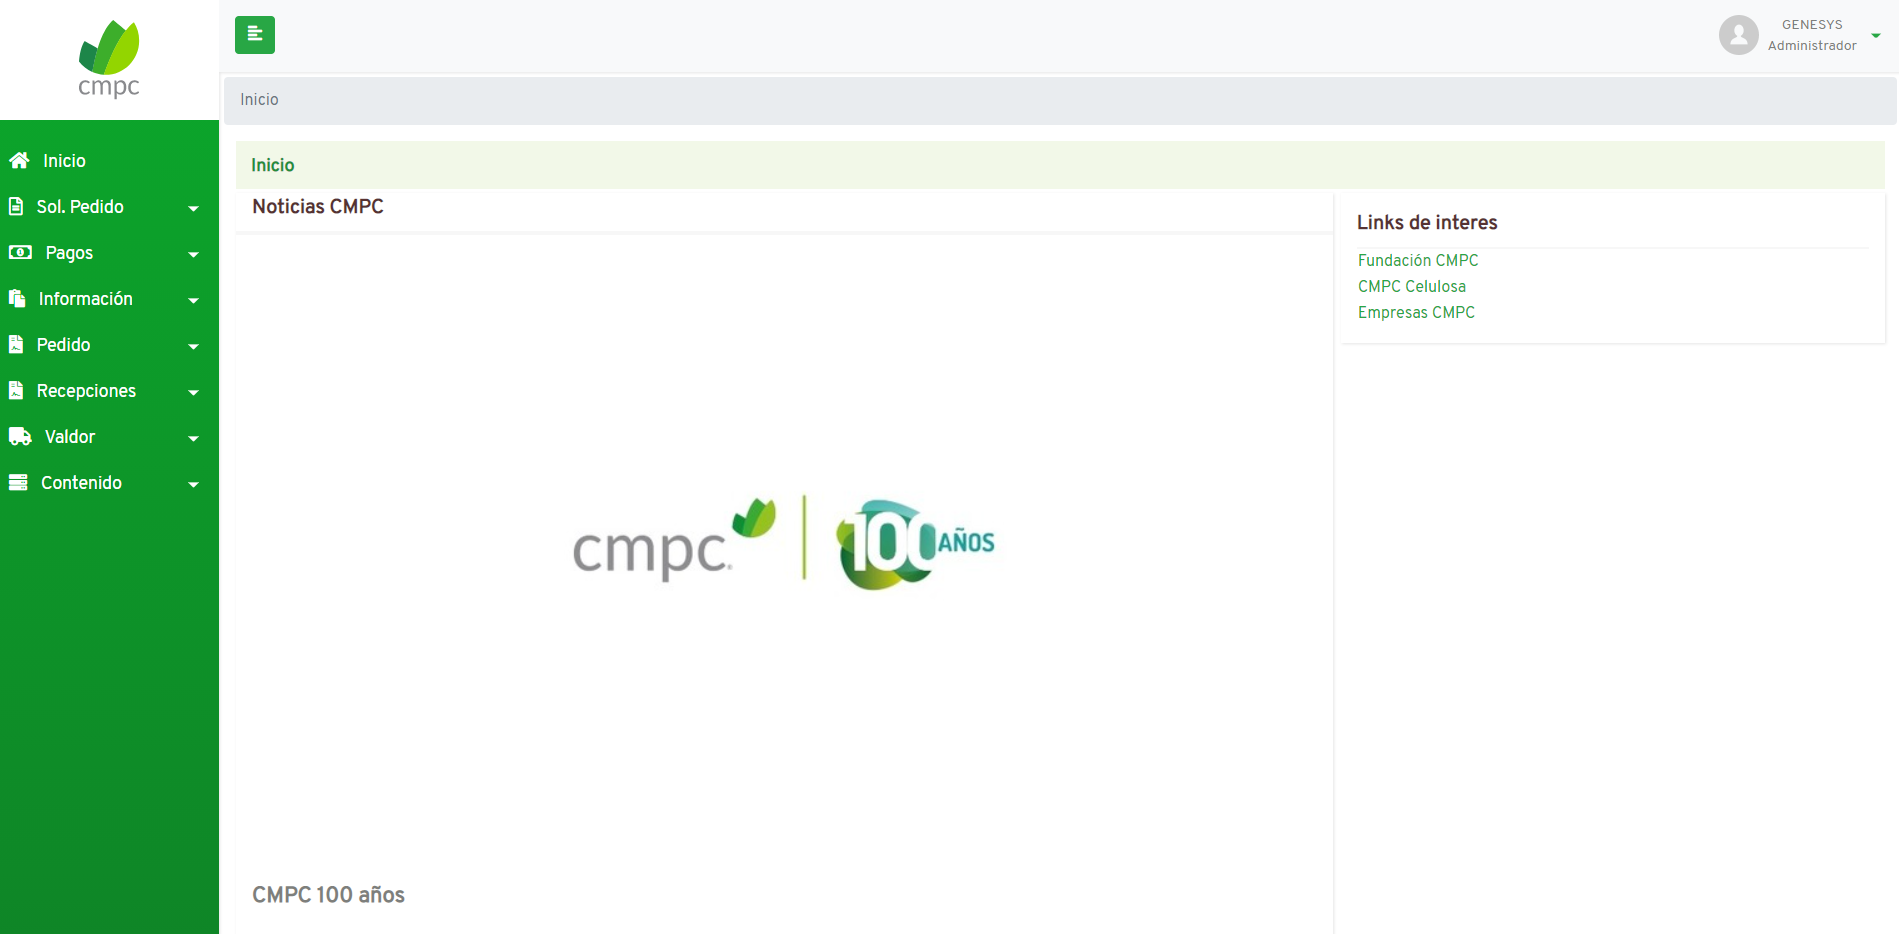 cmpc
Inicio
Sol. Pedido
Pagos
Información
Pedido
Recepciones
Valdor
Contenido
GENESYS
Administrador
Inicio
Inicio
Noticias CMPC
cmpc
100 AÑOS
CMPC 100 años
Links de interes
Fundación CMPC
CMPC Celulosa
Empresas CMPC